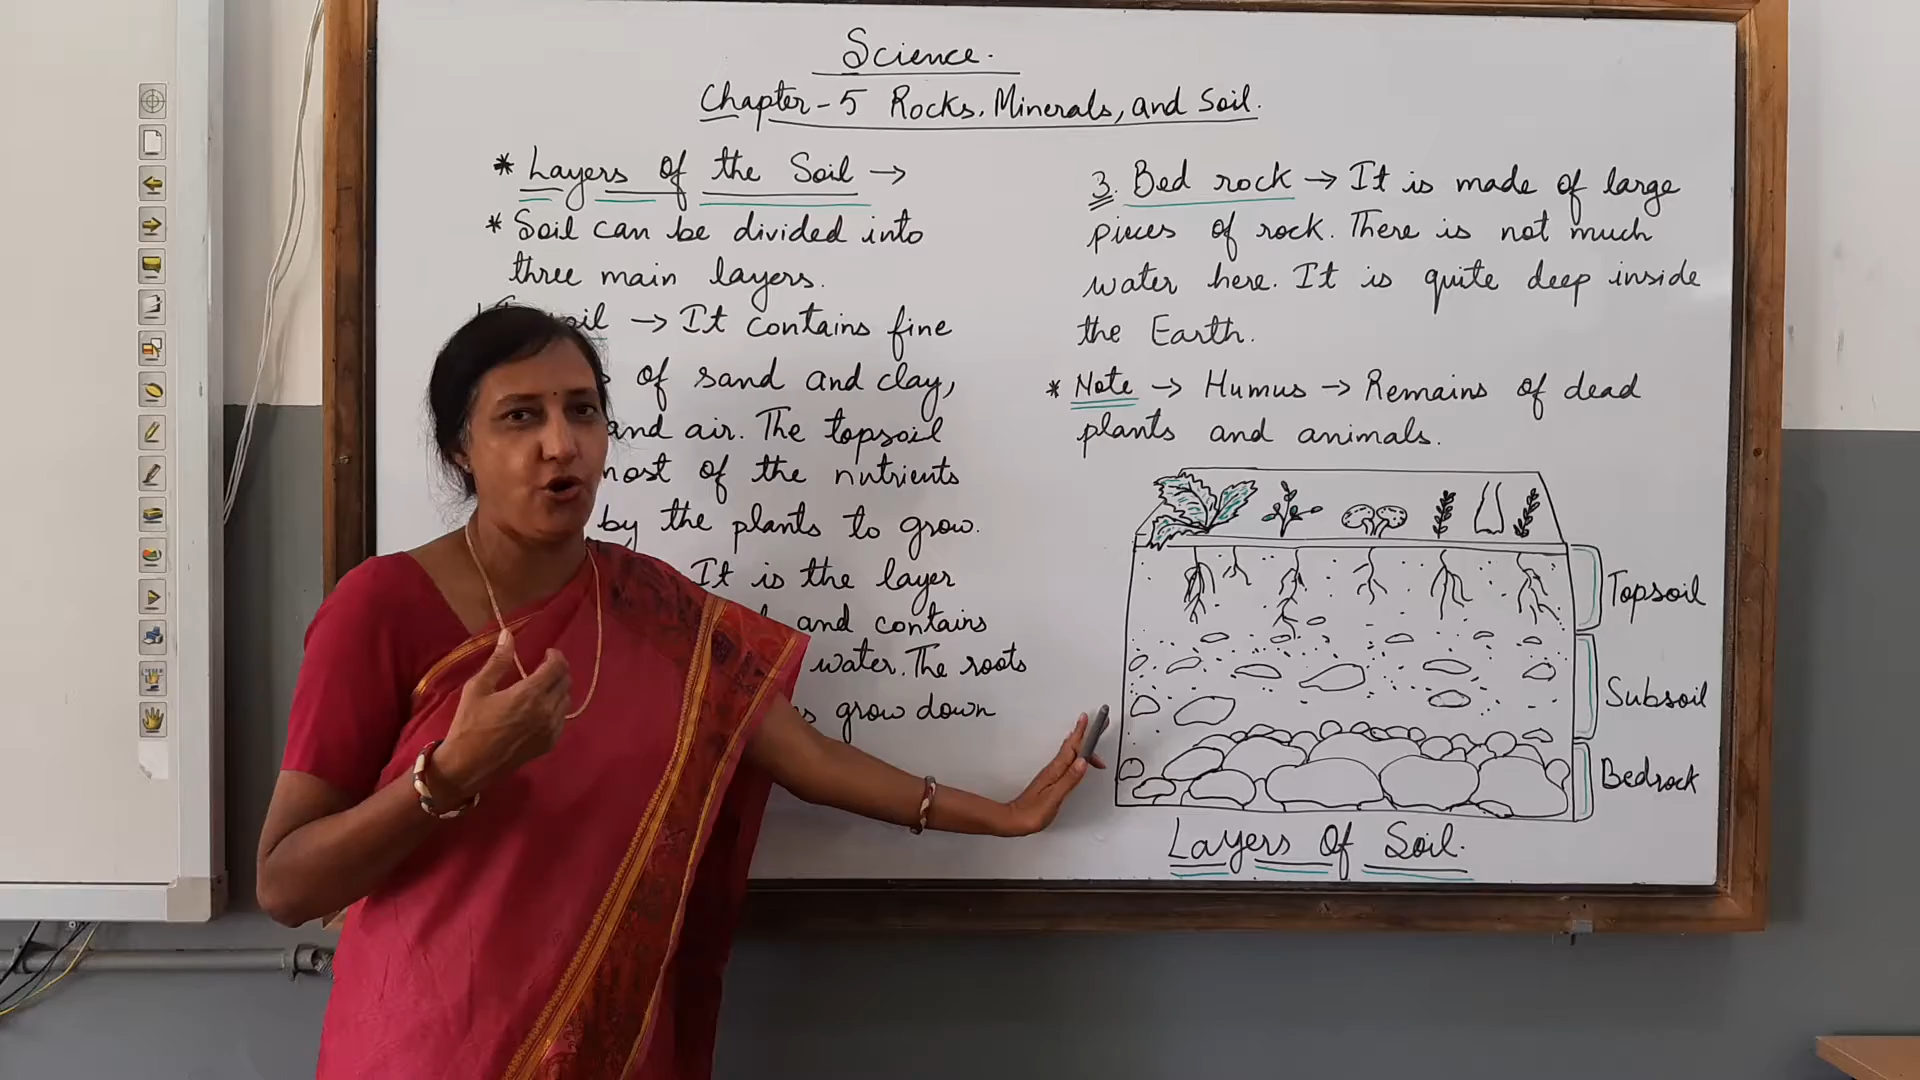 Science.
Chapter - 5 Rocks, Minerals, and Soil.
* Layers of the Soil →
* Soil can be divided into
three main layers.
→ It contains fine
of sand and clay,
and air. The topsoil
most of the nutrients
by the plants to grow.
It is the layer
and contains
water. The roots
grow down
3. Bed rock → It is made of large
pieces of rock. There is not much
water here. It is quite deep inside
the Earth.
* Note → Humus → Remains of dead
plants and animals.
Topsoil
Subsoil
Bedrock
Layers Of Soil.